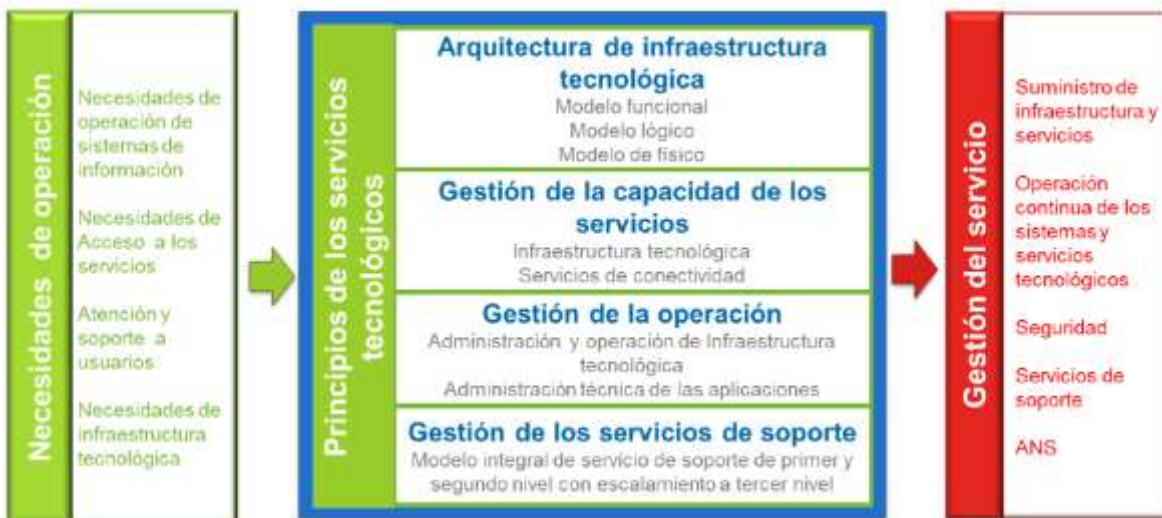 Necesidades de operación
Necesidades de
operación de
sistemas de
información
Necesidades de
Acceso a los
servicios
Atención y
soporte a
usuarios
Necesidades de
infraestructura
tecnológica
Principios de los servicios
tecnológicos
Arquitectura de infraestructura
tecnológica
Modelo funcional
Modelo lógico
Modelo de físico
Gestión de la capacidad de los
servicios
Infraestructura tecnológica
Servicios de conectividad
Gestión de la operación
Administración y operación de Infraestructura
tecnológica
Administración técnica de las aplicaciones
Gestión de los servicios de soporte
Modelo integral de servicio de soporte de primer y
segundo nivel con escalamiento a tercer nivel
Gestión del servicio
Suministro de
infraestructura y
servicios
Operación
continua de los
sistemas y
servicios
tecnológicos
Seguridad
Servicios de
soporte
ANS